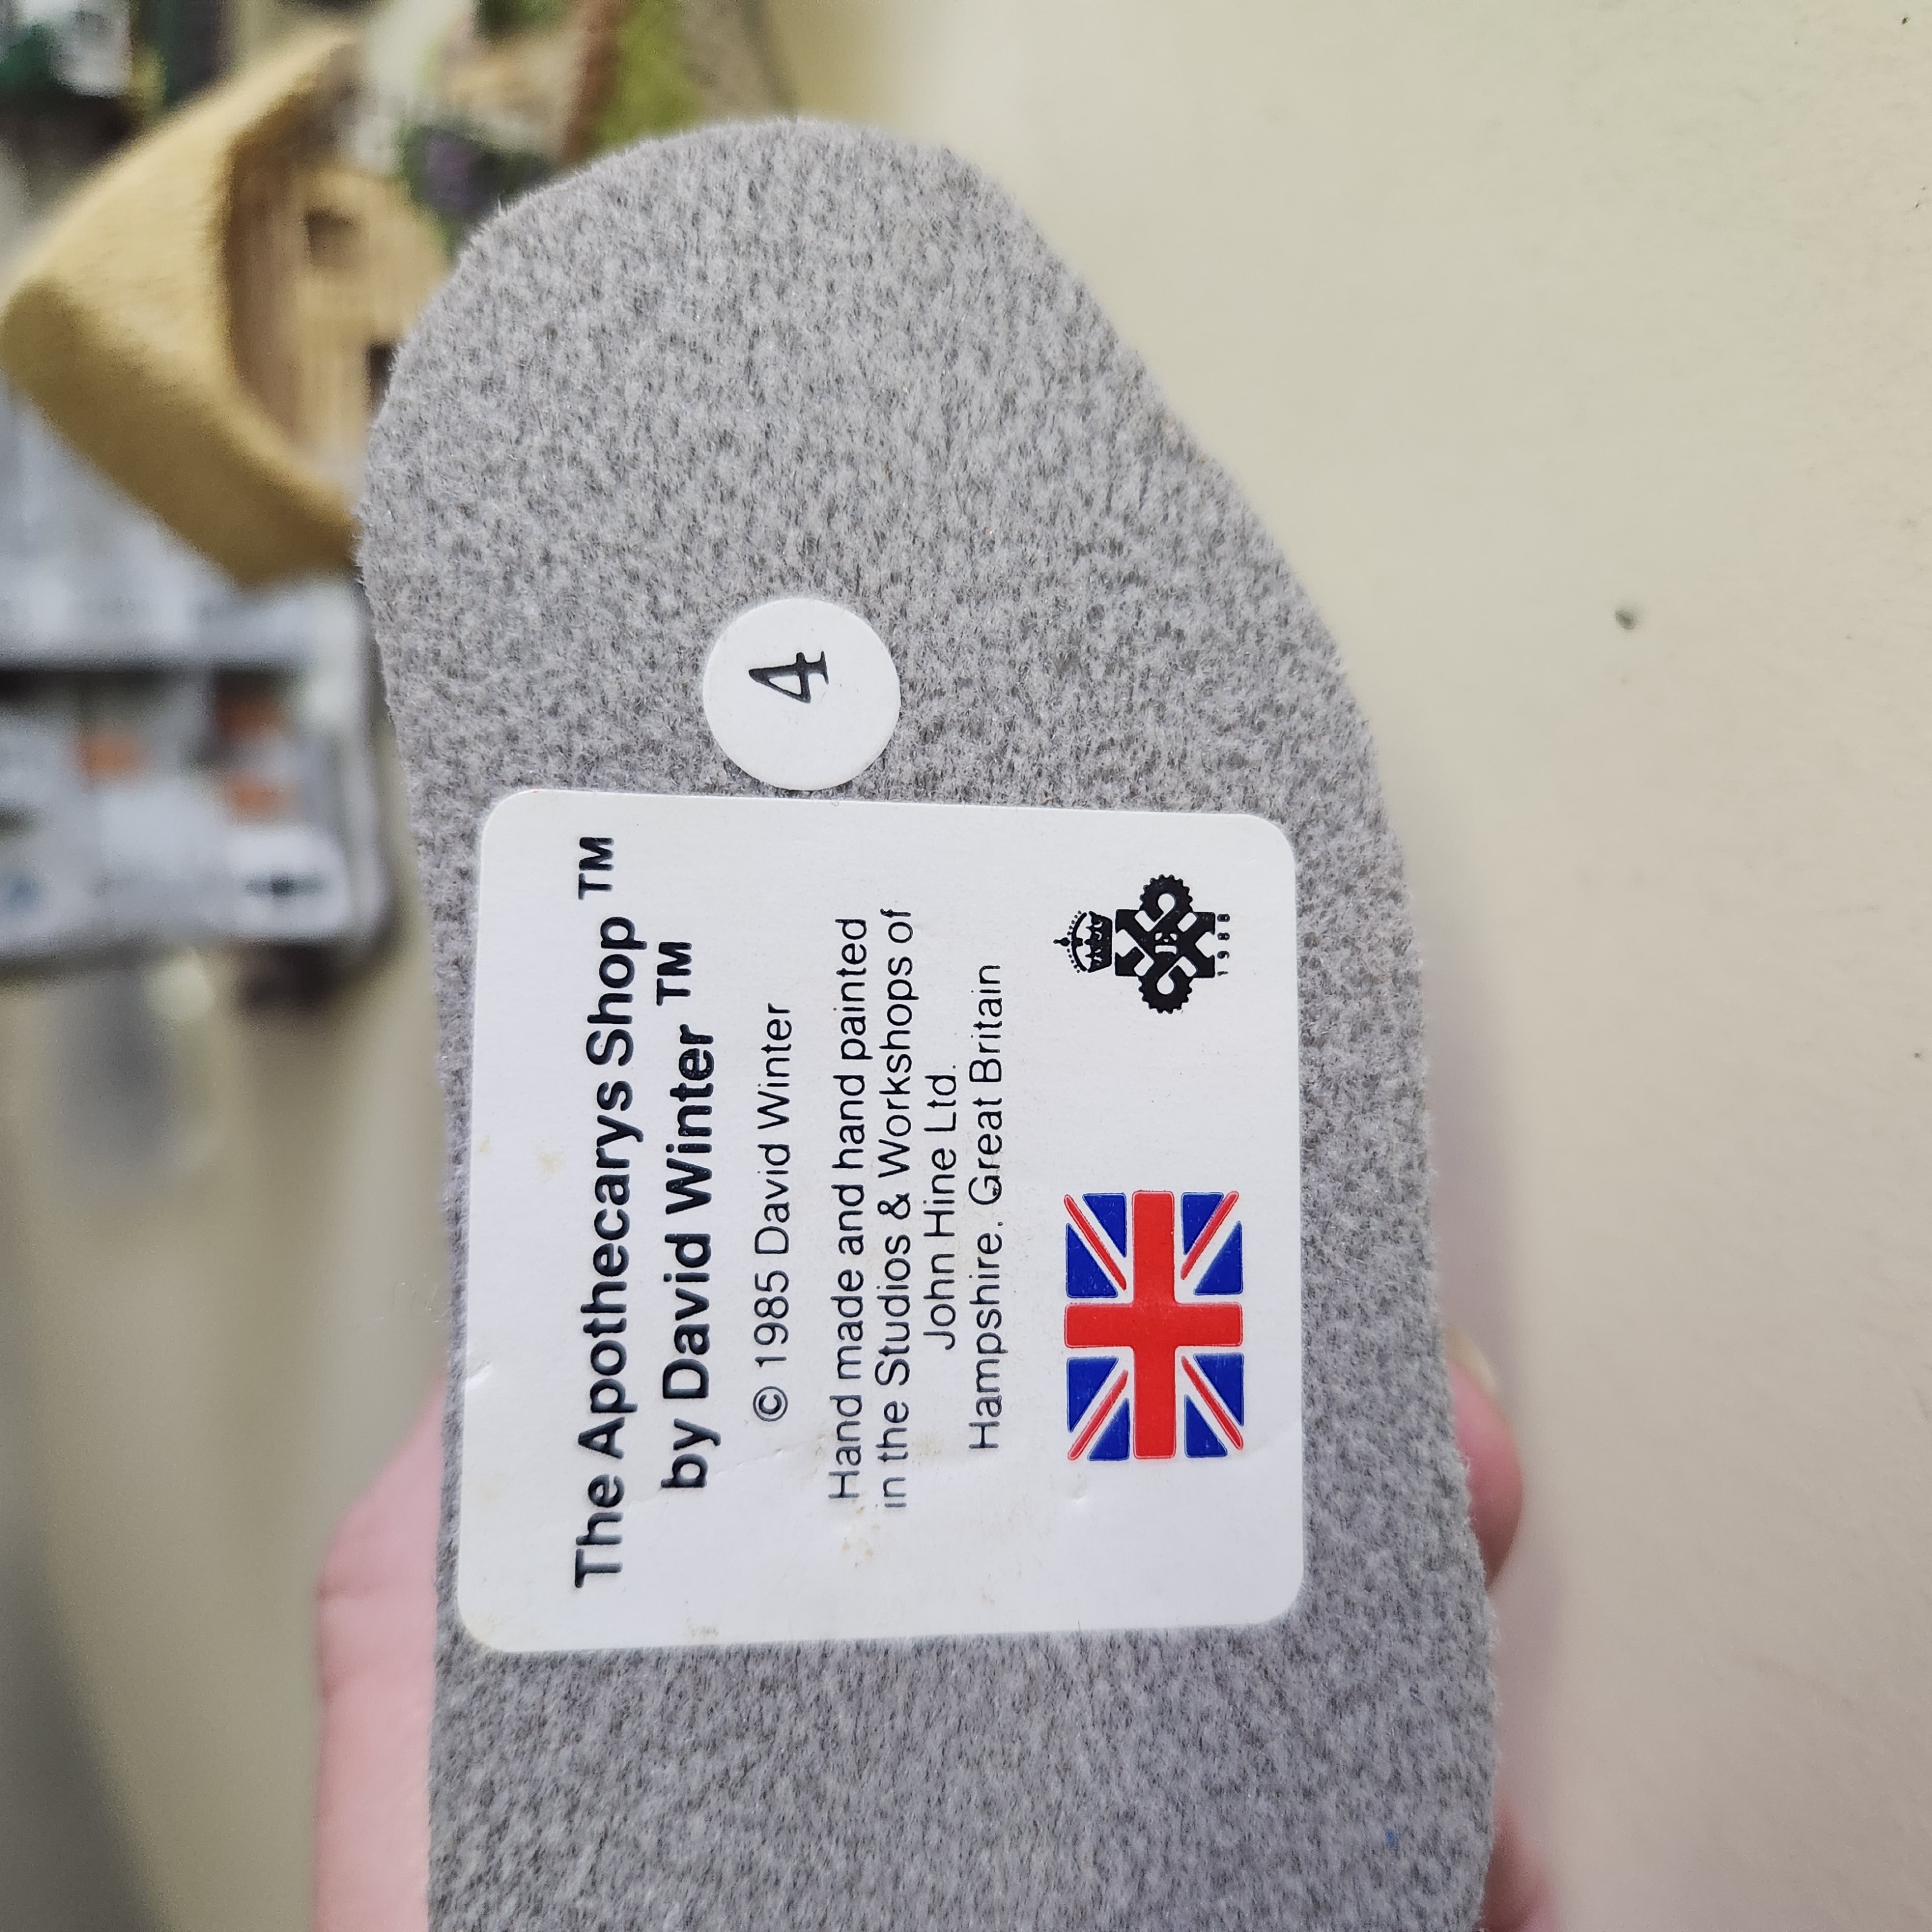 4
The Apothecarys Shop ™
by David Winter ™
© 1985 David Winter
Hand made and hand painted
in the Studios & Workshops of
John Hine Ltd.
Hampshire. Great Britain
1988